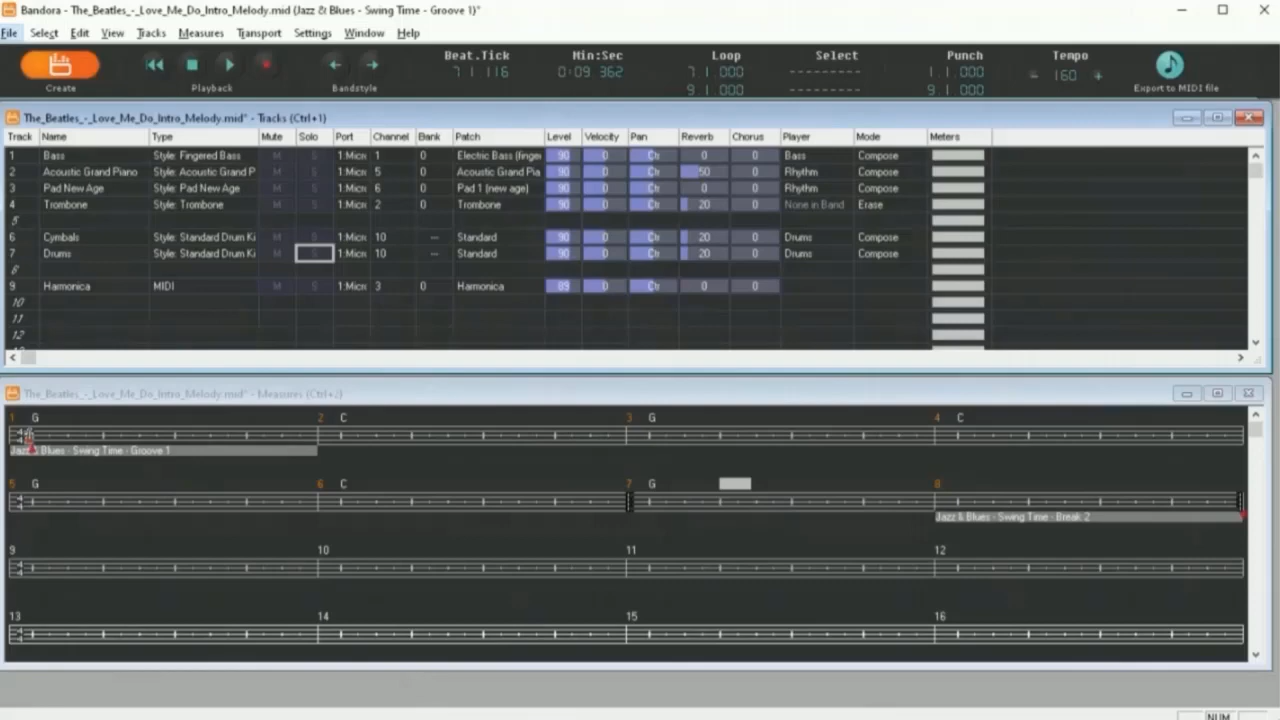 Bandora - The_Beatles_-_Love_Me_Do_Intro_Melody.mid (Jazz & Blues - Swing Time - Groove 1)*
File Select Edit View Tracks Measures Transport Settings Window Help
Beat.Tick Min:Sec Loop Select Punch Tempo
7 1 116 0:09 362 7 1.000 --------- 1 1.000 160
9 1.000 --------- 9 1.000
Create Playback Bandstyle Export to MIDI file
The_Beatles_-_Love_Me_Do_Intro_Melody.mid* - Tracks (Ctrl+1)
Track Name Type Mute Solo Port Channel Bank Patch Level Velocity Pan Reverb Chorus Player Mode Meters
1 Bass Style: Fingered Bass M S 1:Micr 1 0 Electric Bass (finger 90 0 Ctr 0 0 Bass Compose
2 Acoustic Grand Piano Style: Acoustic Grand P M S 1:Micr 5 0 Acoustic Grand Pia 90 0 Ctr 50 0 Rhythm Compose
3 Pad New Age Style: Pad New Age M S 1:Micr 6 0 Pad 1 (new age) 90 0 Ctr 0 0 Rhythm Compose
4 Trombone Style: Trombone M S 1:Micr 2 0 Trombone 90 0 Ctr 20 0 None in Band Erase
5
6 Cymbals Style: Standard Drum Ki M S 1:Micr 10 --- Standard 90 0 Ctr 20 0 Drums Compose
7 Drums Style: Standard Drum Ki M S 1:Micr 10 --- Standard 90 0 Ctr 20 0 Drums Compose
8
9 Harmonica MIDI M S 1:Micr 3 0 Harmonica 89 0 Ctr 0 0
10
11
12
The_Beatles_-_Love_Me_Do_Intro_Melody.mid* - Measures (Ctrl+2)
1 G 2 C 3 G 4 C
Jazz & Blues - Swing Time - Groove 1
5 G 6 C 7 G 8
Jazz & Blues - Swing Time - Break 2
9 10 11 12
13 14 15 16
NUM